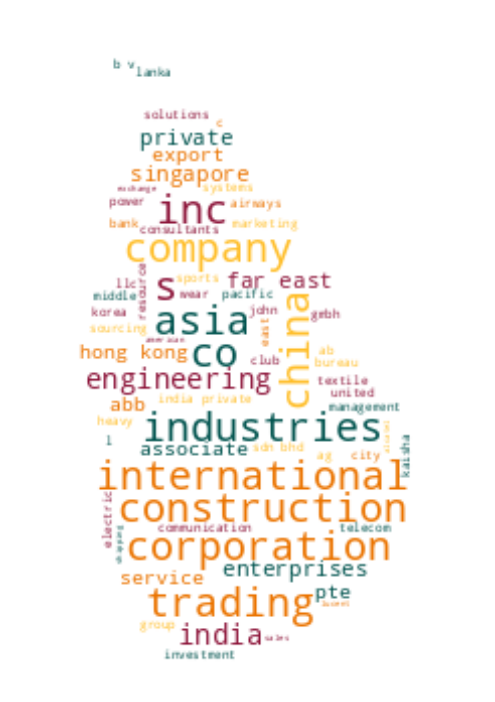 b v
lanka
solutions
c
private
export
singapore
exchange systems
power inc airways
bank marketing
consultants
company
resource
sports
llc s far east
middle wear pacific
china
korea asia john gmbh
sourcing east
american
hong kong co ab
club bureau
engineering textile
abb india private united
management
heavy industries
l associate sdn bhd ag city
kaisha
international
electric
construction
communication telecom
corporation
enterprises
service
trading pte
group
india sales
investment